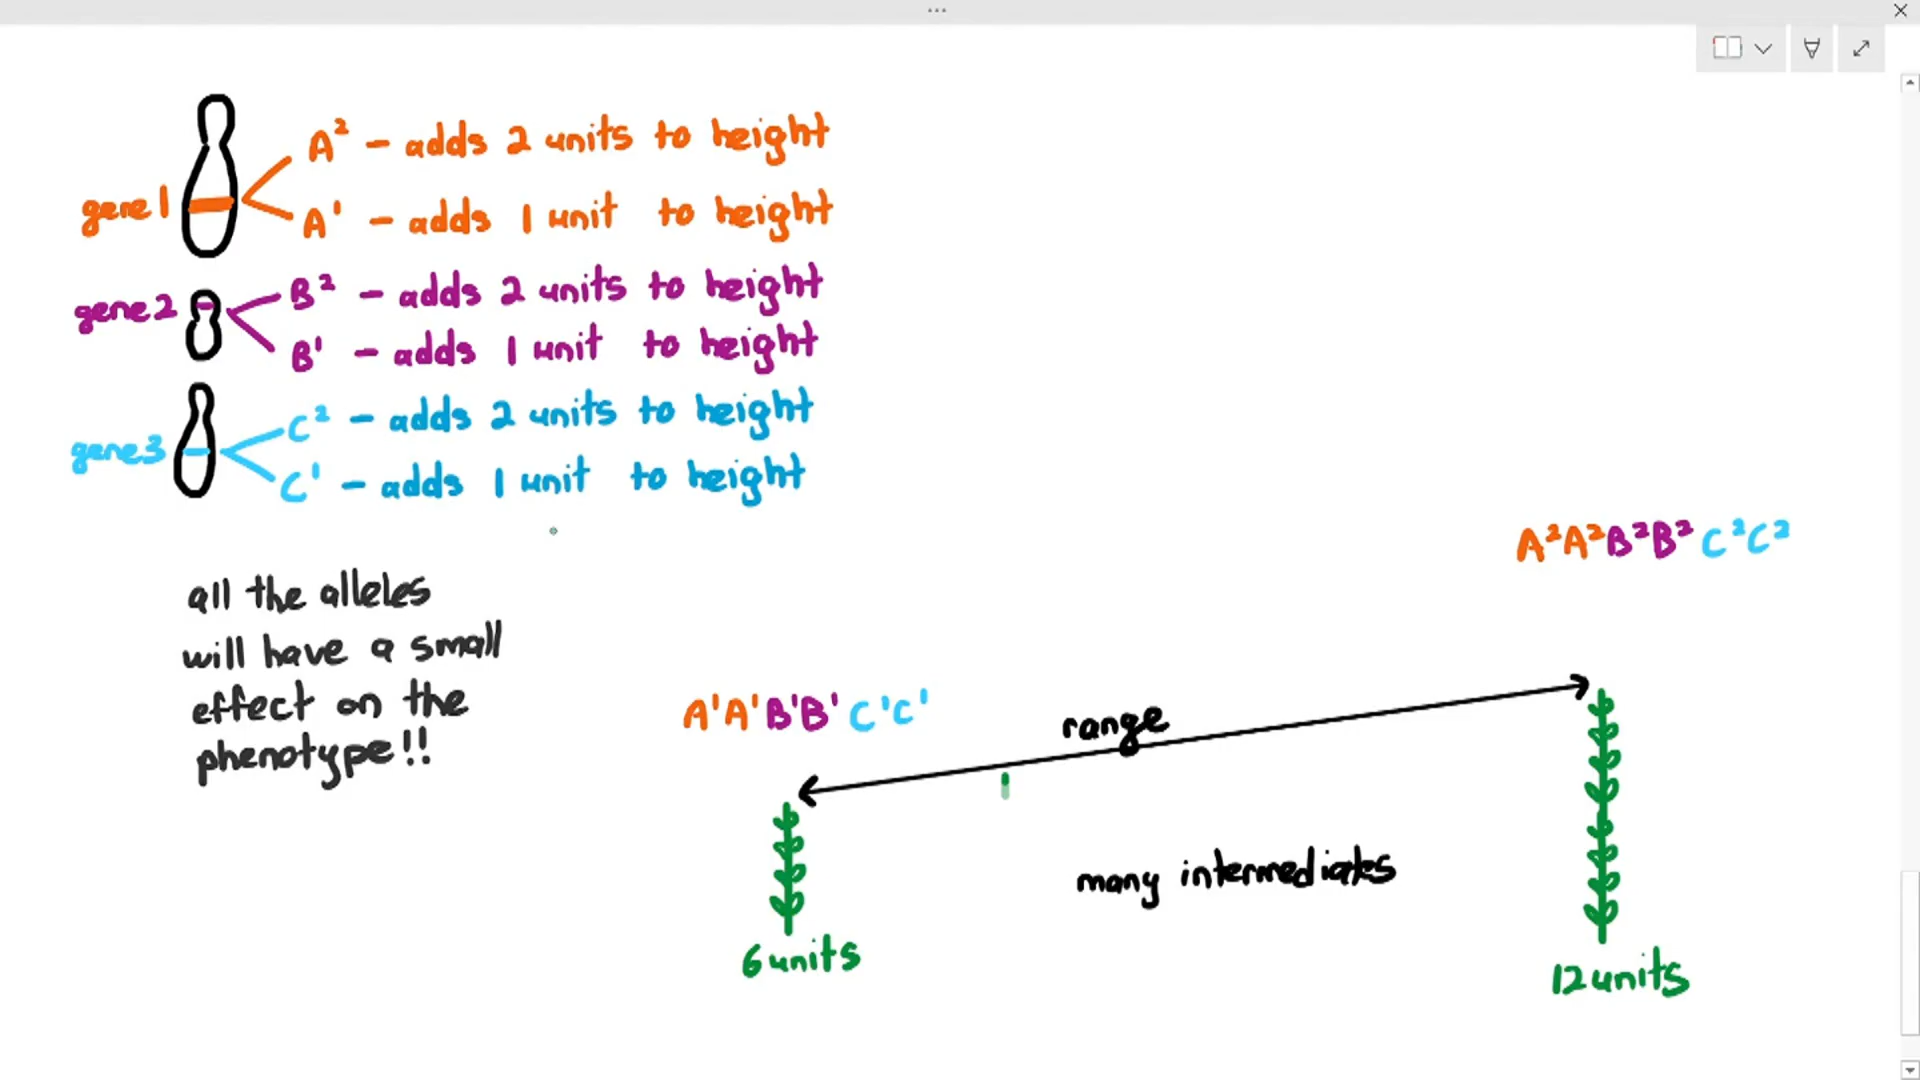 gene 1
A² – adds 2 units to height
A¹ – adds 1 unit to height
gene 2
B² – adds 2 units to height
B¹ – adds 1 unit to height
gene 3
C² – adds 2 units to height
C¹ – adds 1 unit to height
all the alleles
will have a small
effect on the
phenotype!!
A²A²B²B²C²C²
A¹A¹B¹B¹C¹C¹
range
many intermediates
6 units
12 units